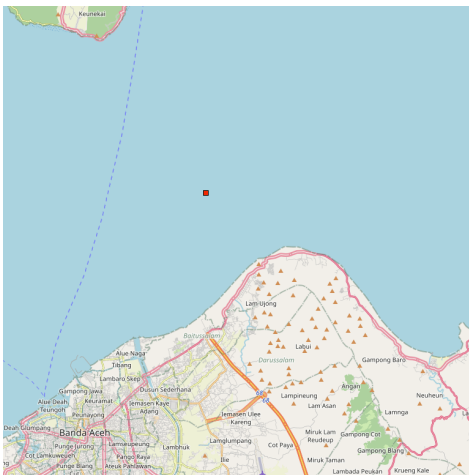 Keunekai
Lam Ujong
Baitussalam
Labui
Alue Naga
Darussalam
Gampong Baro
Tibang
Lambaro Skep
Angan
Dusun Sederhana
Gampong Jawa
Lampineung
Neuheun
Alue Deah
Teungoh
Keuramat
Jemasen Kaye
Adang
Lam Asan
Lamnga
Peunayong
Jemasen Ulee
Kareng
Deah Glumpang
Banda Aceh
Miruk Lam
Reudeup
Gampong Cot
Lamglumpang
Punge Jurong
Lampeupeung
Lambhuk
Cot Paya
Gampong Blang
Cot Lamkuweueh
Pango Raya
Bie
Miruk Taman
Punge Blang
Ateuk Pahlawan
Lambada Peukan
Krueng Kale